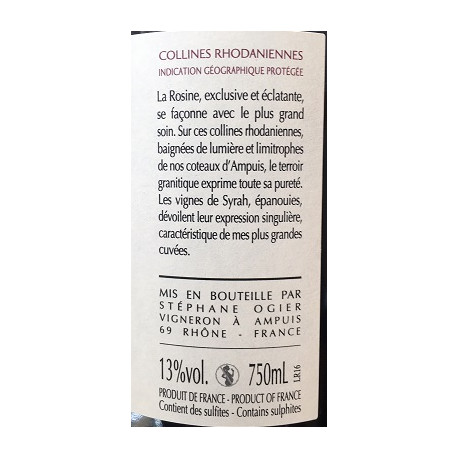 COLLINES RHODANIENNES
INDICATION GÉOGRAPHIQUE PROTÉGÉE
La Rosine, exclusive et éclatante,
se façonne avec le plus grand
soin. Sur ces collines rhodaniennes,
baignées de lumière et limitrophes
de nos coteaux d'Ampuis, le terroir
granitique exprime toute sa pureté.
Les vignes de Syrah, épanouies,
dévoilent leur expression singulière,
caractéristique de mes plus grandes
cuvées.
MIS EN BOUTEILLE PAR
STÉPHANE OGIER
VIGNERON À AMPUIS
69 RHÔNE - FRANCE
13%vol. 750mL LR16
PRODUIT DE FRANCE - PRODUCT OF FRANCE
Contient des sulfites - Contains sulphites